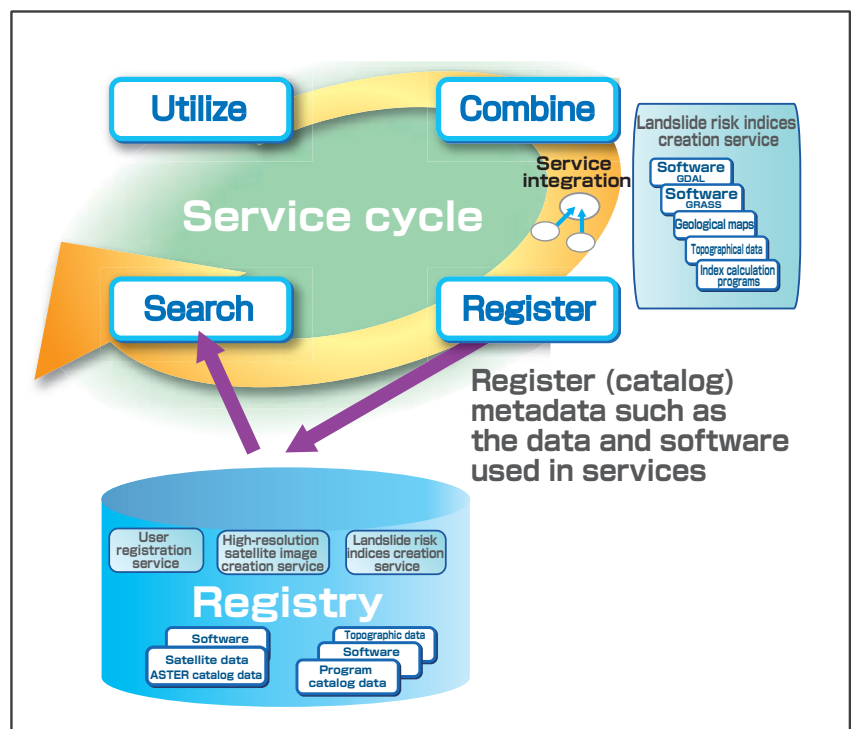 Utilize
Combine
Landslide risk indices
creation service
Software
GDAL
Software
GRASS
Geological maps
Topographical data
Index calculation
programs
Service
integration
Service cycle
Search
Register
Register (catalog)
metadata such as
the data and software
used in services
User
registration
service
High-resolution
satellite image
creation service
Landslide risk
indices creation
service
Registry
Software
Satellite data
ASTER catalog data
Topographic data
Software
Program
catalog data